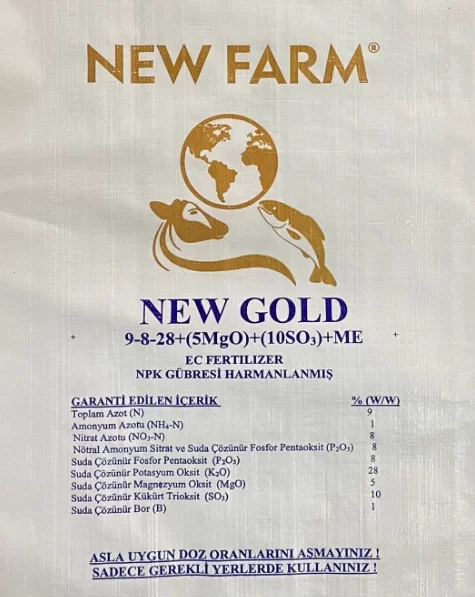 NEW FARM®
NEW GOLD
9-8-28+(5MgO)+(10SO₃)+ME
EC FERTILIZER
NPK GÜBRESİ HARMANLANMIŞ
GARANTİ EDİLEN İÇERİK % (W/W)
Toplam Azot (N) 9
Amonyum Azotu (NH₄-N) 1
Nitrat Azotu (NO₃-N) 8
Nötral Amonyum Sitrat ve Suda Çözünür Fosfor Pentaoksit (P₂O₅) 8
Suda Çözünür Fosfor Pentaoksit (P₂O₅) 8
Suda Çözünür Potasyum Oksit (K₂O) 28
Suda Çözünür Magnezyum Oksit (MgO) 5
Suda Çözünür Kükürt Trioksit (SO₃) 10
Suda Çözünür Bor (B) 1
ASLA UYGUN DOZ ORANLARINI AŞMAYINIZ !
SADECE GEREKLİ YERLERDE KULLANINIZ !